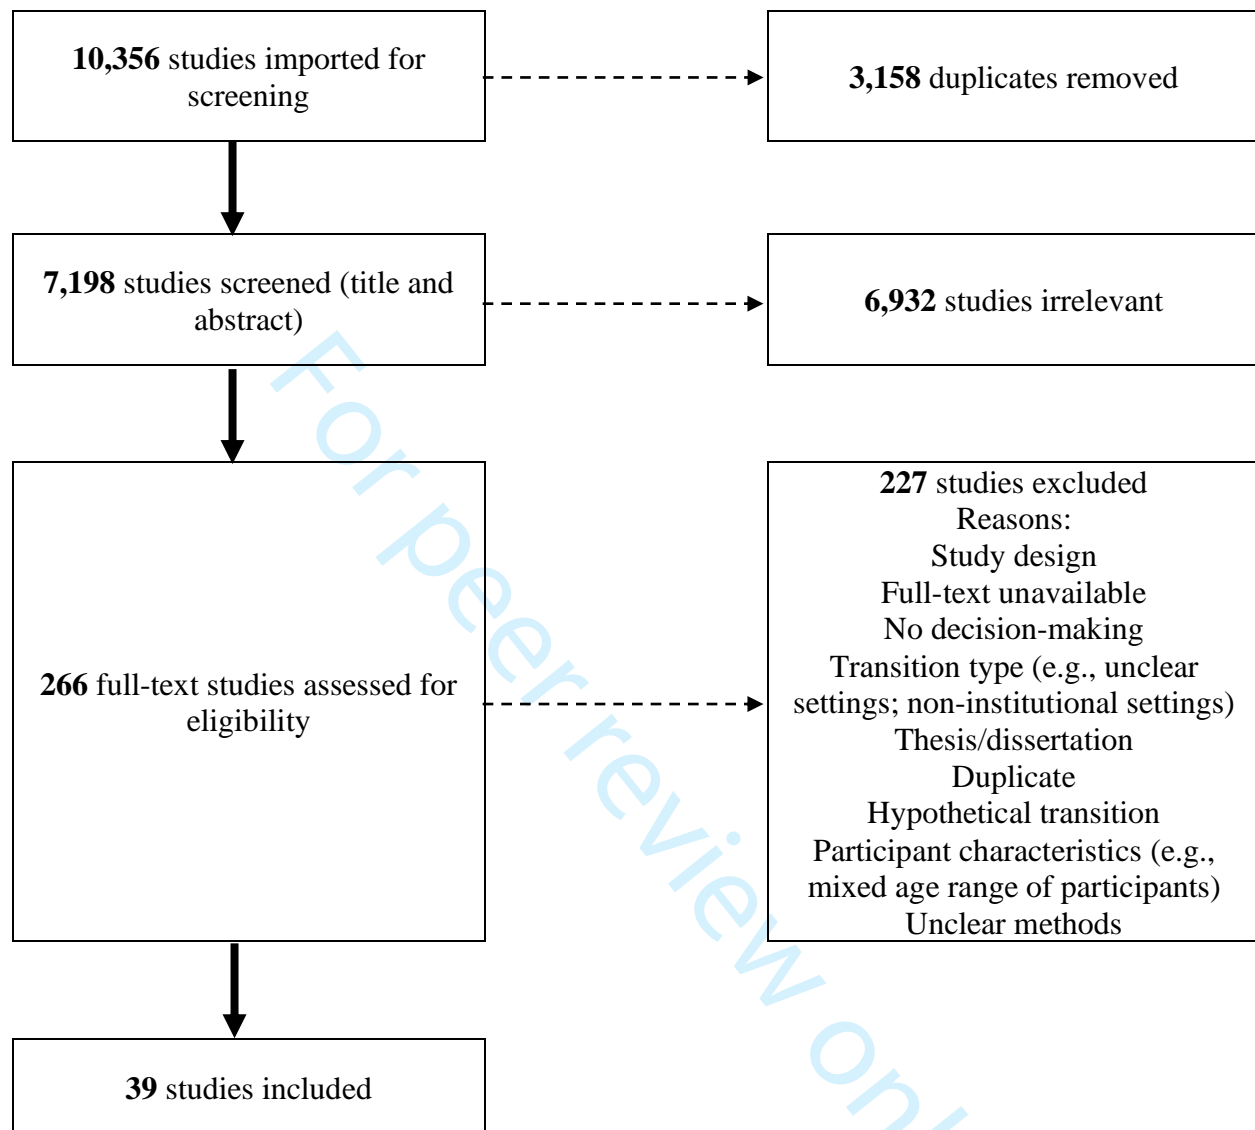 10,356 studies imported for
screening
3,158 duplicates removed
7,198 studies screened (title and
abstract)
6,932 studies irrelevant
266 full-text studies assessed for
eligibility
227 studies excluded
Reasons:
Study design
Full-text unavailable
No decision-making
Transition type (e.g., unclear
settings; non-institutional settings)
Thesis/dissertation
Duplicate
Hypothetical transition
Participant characteristics (e.g.,
mixed age range of participants)
Unclear methods
39 studies included
For peer review onl